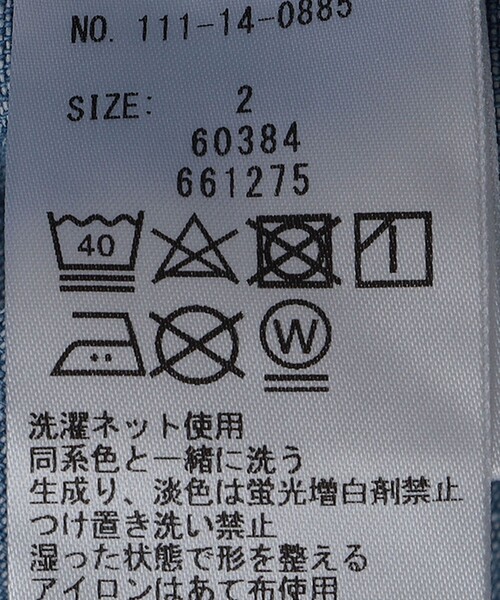 NO. 111-14-0885
SIZE: 2
60384
661275
40
W
洗濯ネット使用
同系色と一緒に洗う
生成り、淡色は蛍光増白剤禁止
つけ置き洗い禁止
湿った状態で形を整える
アイロンはあて布使用